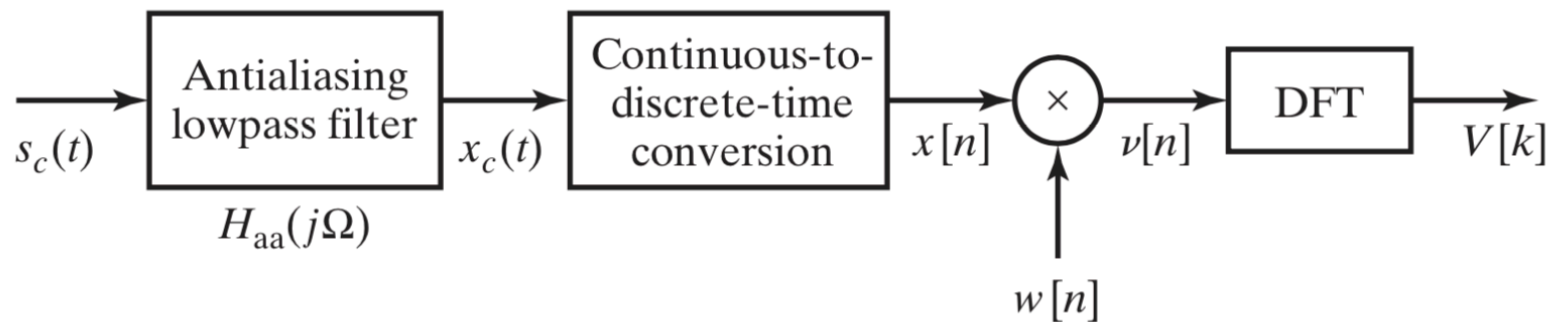 Antialiasing
lowpass filter
Continuous-to-
discrete-time
conversion
×
DFT
s_c(t)
x_c(t)
x[n]
ν[n]
V[k]
H_aa(jΩ)
w[n]